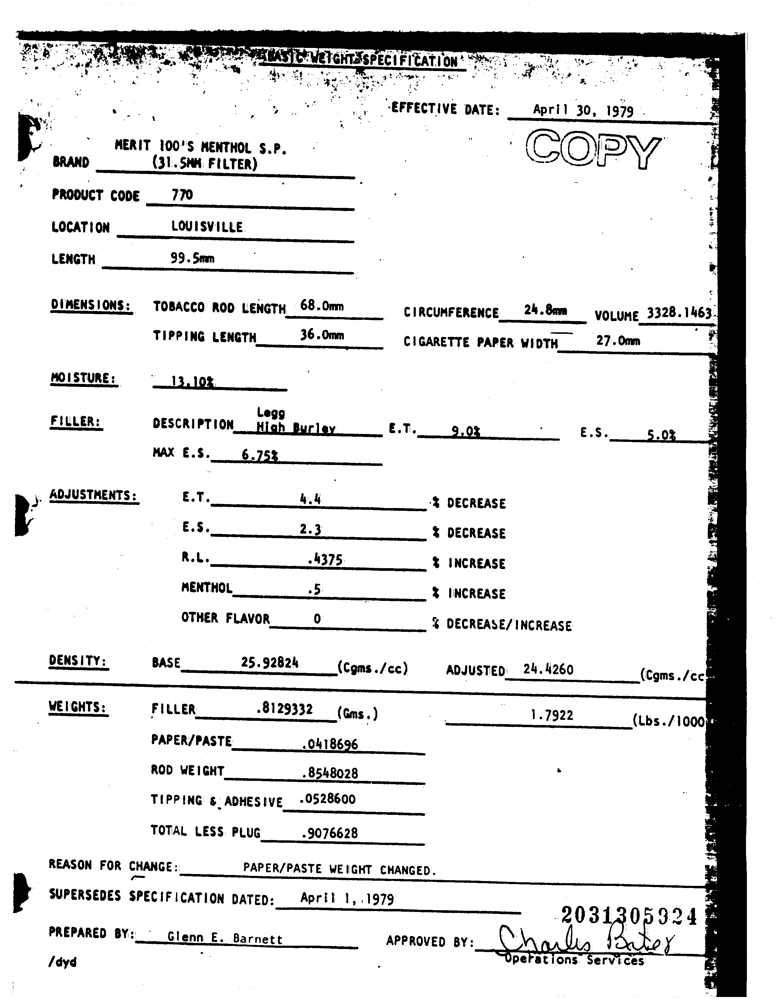 BASIC WEIGHT SPECIFICATION
EFFECTIVE DATE: April 30, 1979
COPY
MERIT 100'S MENTHOL S.P.
BRAND (31.5MM FILTER)
PRODUCT CODE 770
LOCATION LOUISVILLE
LENGTH 99.5mm
DIMENSIONS: TOBACCO ROD LENGTH 68.0mm CIRCUMFERENCE 24.8mm VOLUME 3328.1463
TIPPING LENGTH 36.0mm CIGARETTE PAPER WIDTH 27.0mm
MOISTURE: 13.10%
Legg
FILLER: DESCRIPTION High Burley E.T. 9.0% E.S. 5.0%
MAX E.S. 6.75%
ADJUSTMENTS: E.T. 4.4 % DECREASE
E.S. 2.3 % DECREASE
R.L. .4375 % INCREASE
MENTHOL .5 % INCREASE
OTHER FLAVOR 0 % DECREASE/INCREASE
DENSITY: BASE 25.92824 (Cgms./cc) ADJUSTED 24.4260 (Cgms./cc
WEIGHTS: FILLER .8129332 (Gms.) 1.7922 (Lbs./1000
PAPER/PASTE .0418696
ROD WEIGHT .8548028
TIPPING & ADHESIVE .0528600
TOTAL LESS PLUG .9076628
REASON FOR CHANGE: PAPER/PASTE WEIGHT CHANGED.
SUPERSEDES SPECIFICATION DATED: April 1, 1979
2031305924
PREPARED BY: Glenn E. Barnett APPROVED BY: Charles Bates
Operations Services
/dyd